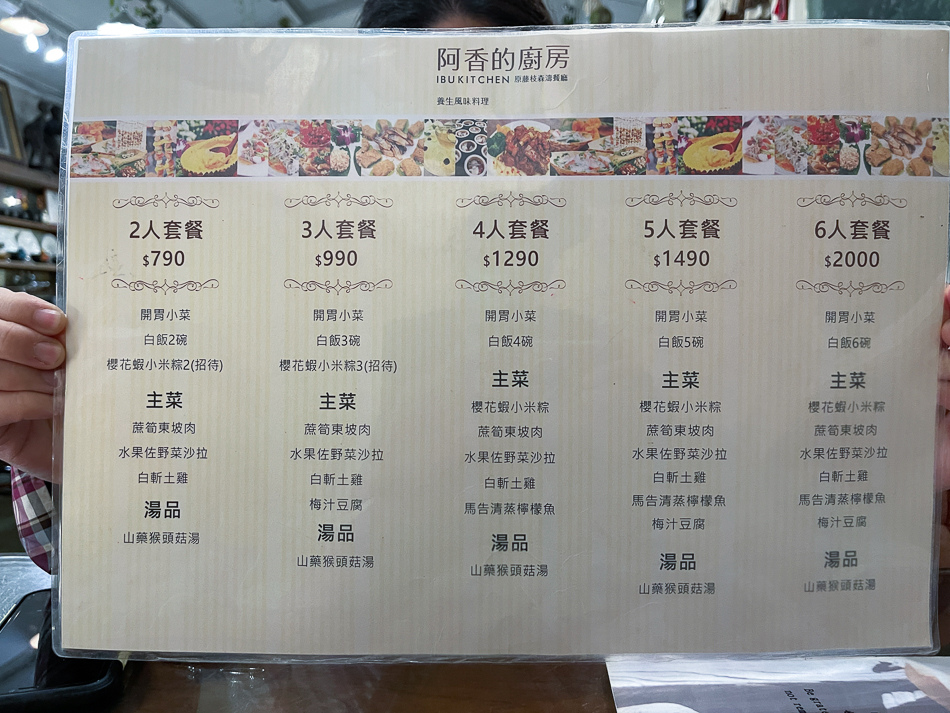 阿香的廚房
IBUKITCHEN 原藤枝森濤餐廳
養生風味料理
2人套餐
$790
開胃小菜
白飯2碗
櫻花蝦小米粽2(招待)
主菜
蔗筍東坡肉
水果佐野菜沙拉
白斬土雞
湯品
山藥猴頭菇湯
3人套餐
$990
開胃小菜
白飯3碗
櫻花蝦小米粽3(招待)
主菜
蔗筍東坡肉
水果佐野菜沙拉
白斬土雞
梅汁豆腐
湯品
山藥猴頭菇湯
4人套餐
$1290
開胃小菜
白飯4碗
主菜
櫻花蝦小米粽
蔗筍東坡肉
水果佐野菜沙拉
白斬土雞
馬告清蒸檸檬魚
湯品
山藥猴頭菇湯
5人套餐
$1490
開胃小菜
白飯5碗
主菜
櫻花蝦小米粽
蔗筍東坡肉
水果佐野菜沙拉
白斬土雞
馬告清蒸檸檬魚
梅汁豆腐
湯品
山藥猴頭菇湯
6人套餐
$2000
開胃小菜
白飯6碗
主菜
櫻花蝦小米粽
蔗筍東坡肉
水果佐野菜沙拉
白斬土雞
馬告清蒸檸檬魚
梅汁豆腐
湯品
山藥猴頭菇湯